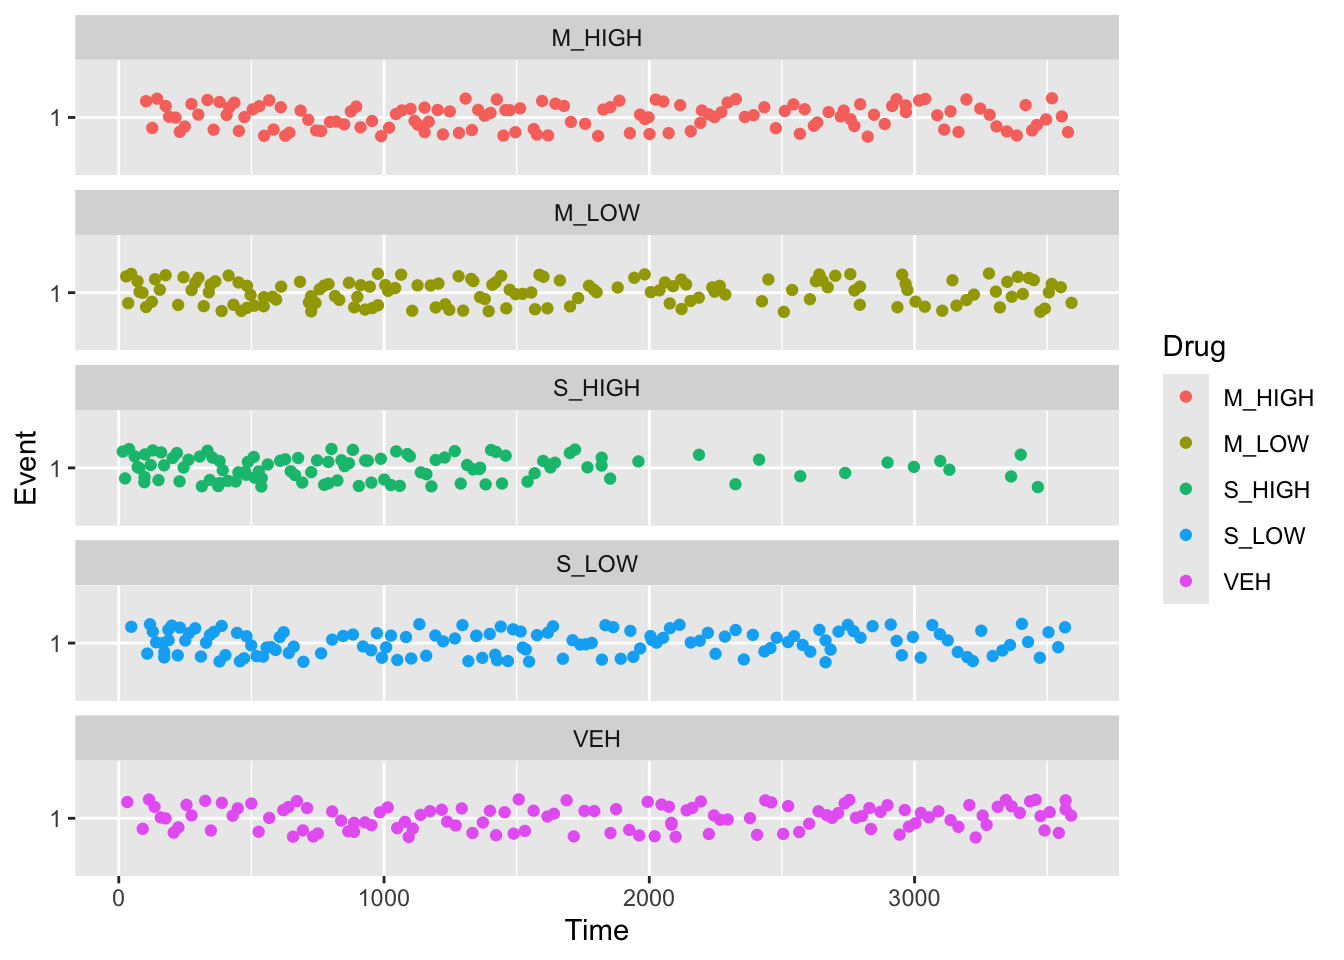 M_HIGH
1
M_LOW
1
S_HIGH
1
S_LOW
1
VEH
1
0 1000 2000 3000
Time
Event
Drug
M_HIGH
M_LOW
S_HIGH
S_LOW
VEH